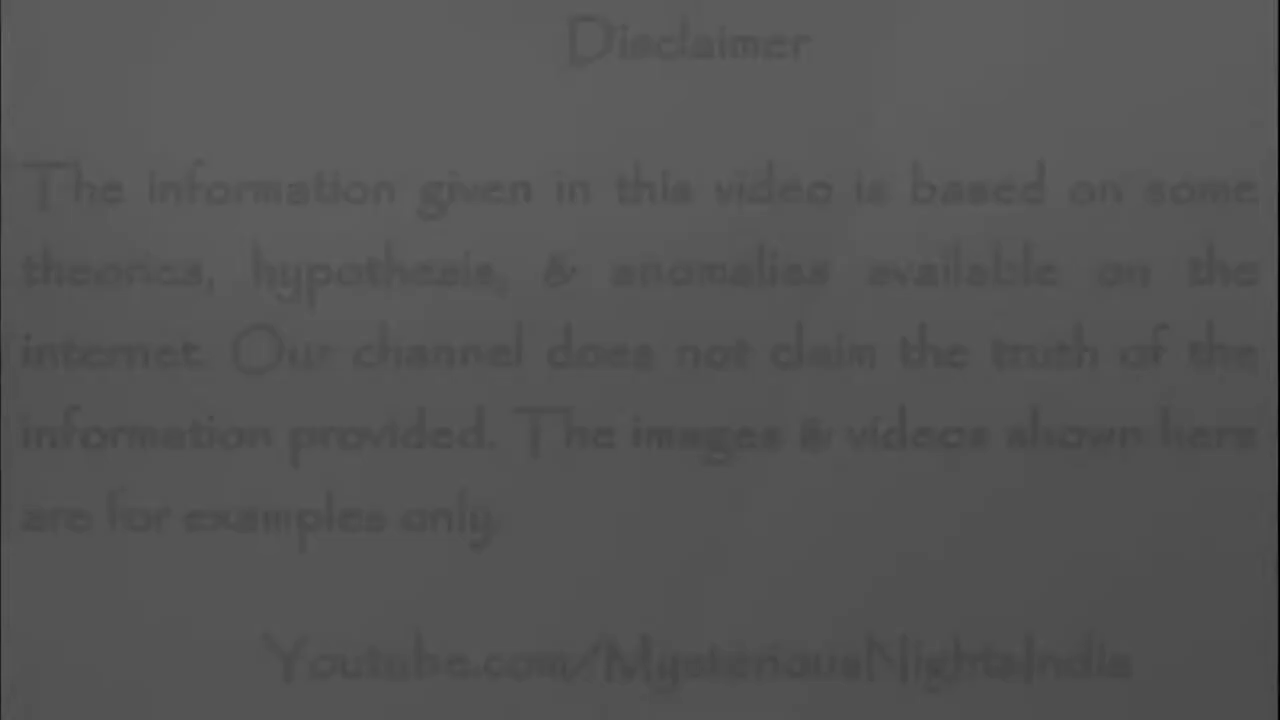 Disclaimer
The information given in this video is based on some
theories, hypothesis, & anomalies available on the
internet. Our channel does not claim the truth of the
information provided. The images & videos shown here
are for examples only.
Youtube.com/MysteriousNightsIndia